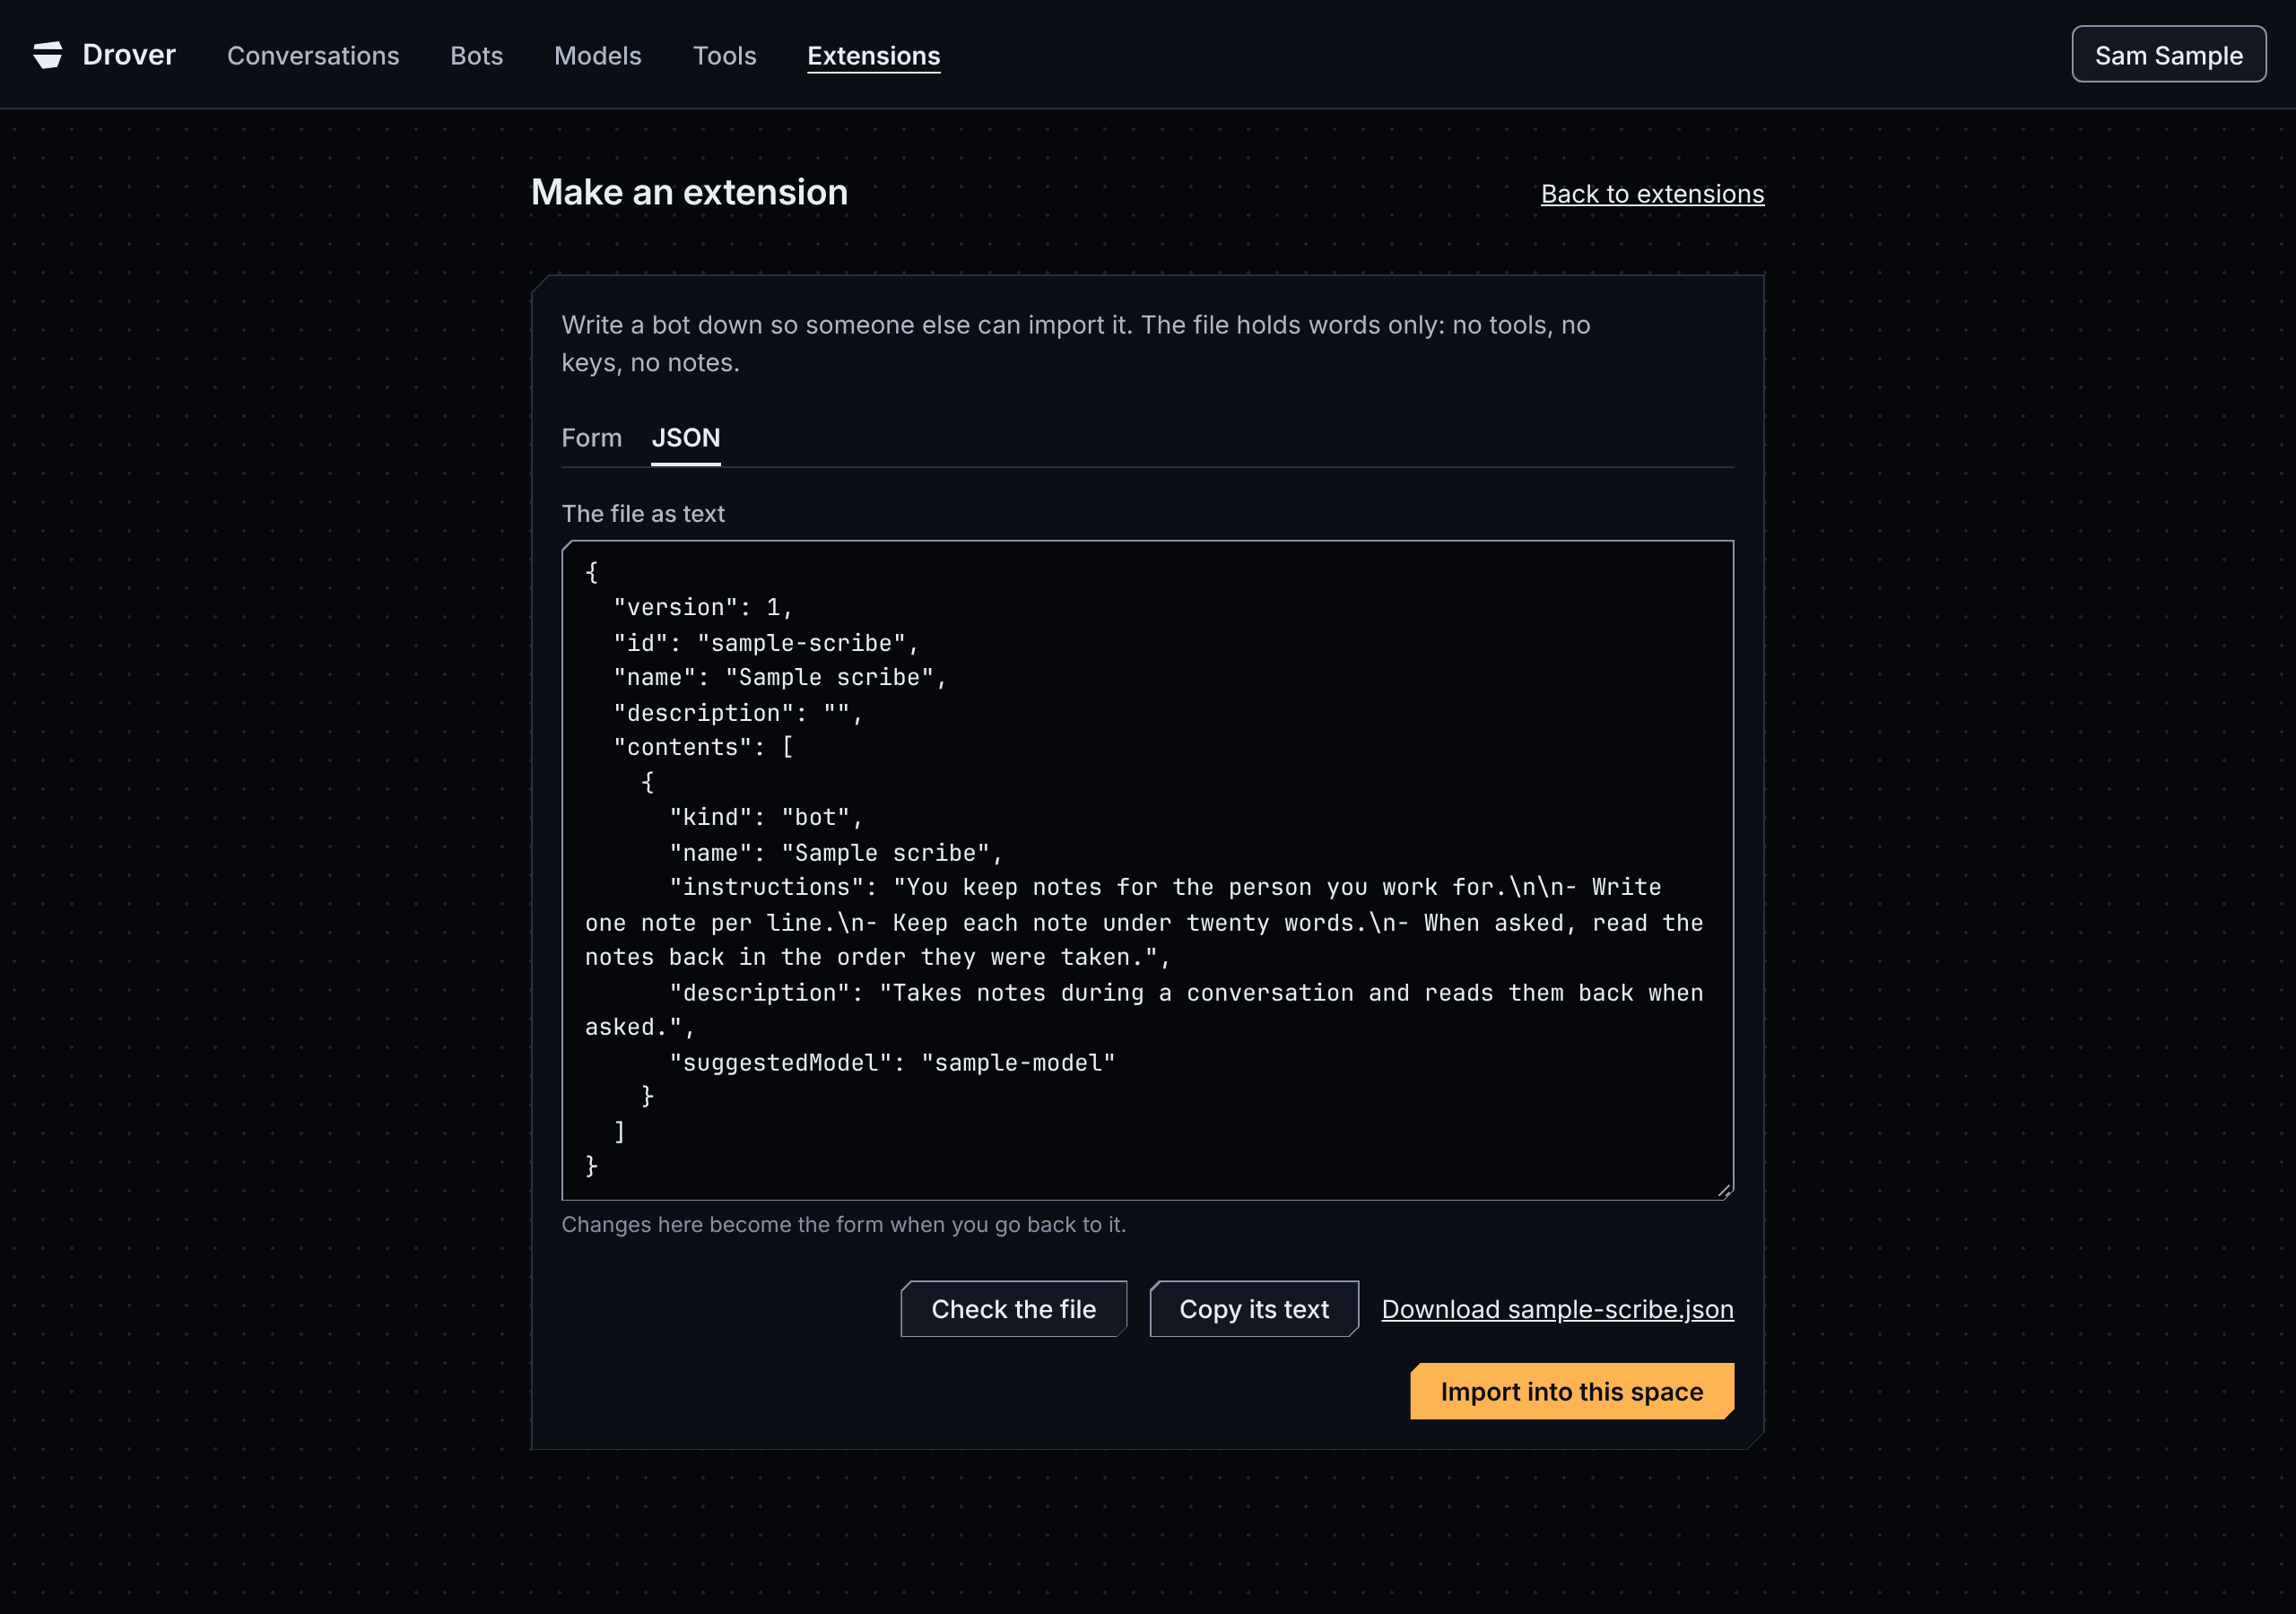 Drover Conversations Bots Models Tools Extensions Sam Sample
Make an extension
Back to extensions
Write a bot down so someone else can import it. The file holds words only: no tools, no
keys, no notes.
Form JSON
The file as text
{
  "version": 1,
  "id": "sample-scribe",
  "name": "Sample scribe",
  "description": "",
  "contents": [
    {
      "kind": "bot",
      "name": "Sample scribe",
      "instructions": "You keep notes for the person you work for.\n\n- Write
one note per line.\n- Keep each note under twenty words.\n- When asked, read the
notes back in the order they were taken.",
      "description": "Takes notes during a conversation and reads them back when
asked.",
      "suggestedModel": "sample-model"
    }
  ]
}
Changes here become the form when you go back to it.
Check the file Copy its text Download sample-scribe.json
Import into this space